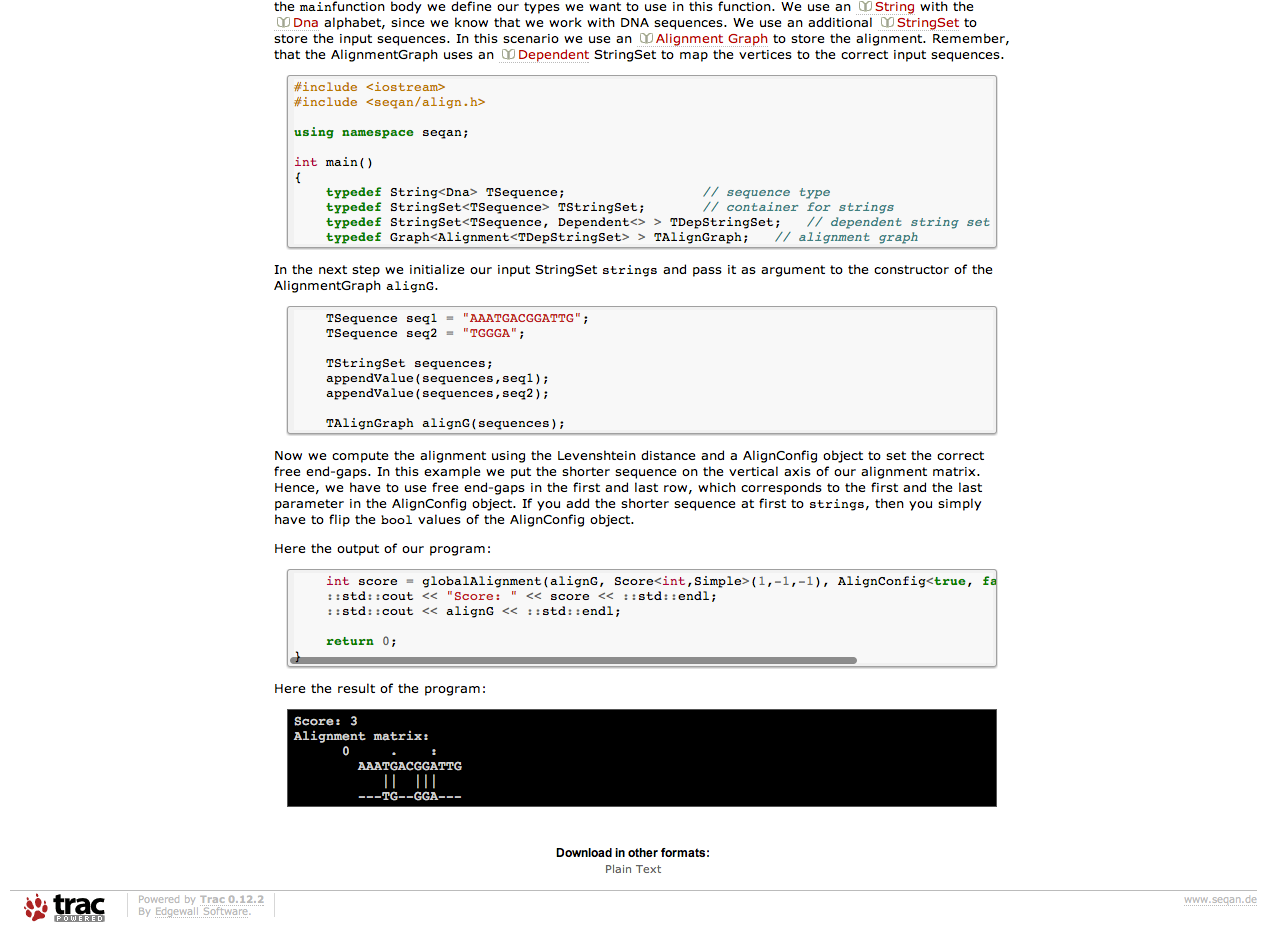 the mainfunction body we define our types we want to use in this function. We use an String with the
Dna alphabet, since we know that we work with DNA sequences. We use an additional StringSet to
store the input sequences. In this scenario we use an Alignment Graph to store the alignment. Remember,
that the AlignmentGraph uses an Dependent StringSet to map the vertices to the correct input sequences.
#include <iostream>
#include <seqan/align.h>
using namespace seqan;
int main()
{
typedef String<Dna> TSequence; // sequence type
typedef StringSet<TSequence> TStringSet; // container for strings
typedef StringSet<TSequence, Dependent<> > TDepStringSet; // dependent string set
typedef Graph<Alignment<TDepStringSet> > TAlignGraph; // alignment graph
In the next step we initialize our input StringSet strings and pass it as argument to the constructor of the
AlignmentGraph alignG.
TSequence seq1 = "AAATGACGGATTG";
TSequence seq2 = "TGGGA";
TStringSet sequences;
appendValue(sequences,seq1);
appendValue(sequences,seq2);
TAlignGraph alignG(sequences);
Now we compute the alignment using the Levenshtein distance and a AlignConfig object to set the correct
free end-gaps. In this example we put the shorter sequence on the vertical axis of our alignment matrix.
Hence, we have to use free end-gaps in the first and last row, which corresponds to the first and the last
parameter in the AlignConfig object. If you add the shorter sequence at first to strings, then you simply
have to flip the bool values of the AlignConfig object.
Here the output of our program:
int score = globalAlignment(alignG, Score<int,Simple>(1,-1,-1), AlignConfig<true, fa
::std::cout << "Score: " << score << ::std::endl;
::std::cout << alignG << ::std::endl;
return 0;
}
Here the result of the program:
Score: 3
Alignment matrix:
0 . :
AAATGACGGATTG
|| |||
---TG--GGA---
Download in other formats:
Plain Text
trac POWERED
Powered by Trac 0.12.2
By Edgewall Software.
www.seqan.de